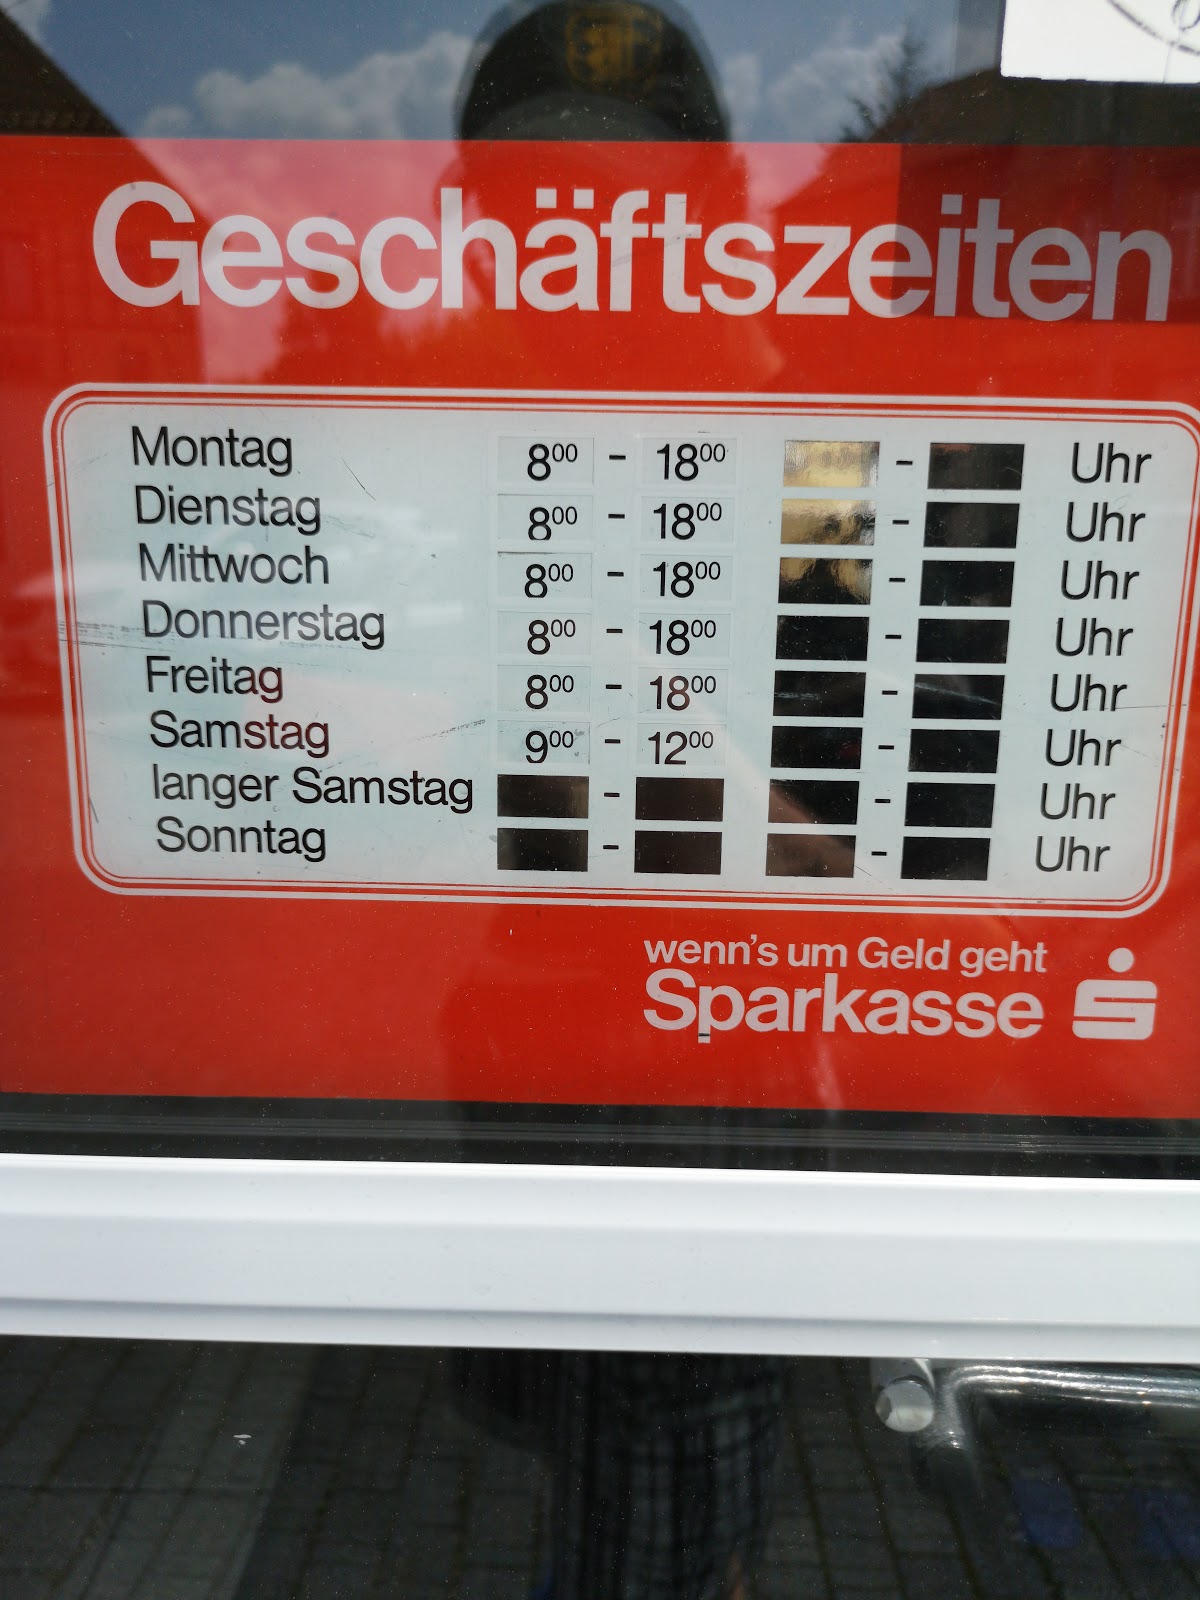 Geschäftszeiten
Montag 8⁰⁰ - 18⁰⁰ - Uhr
Dienstag 8⁰⁰ - 18⁰⁰ - Uhr
Mittwoch 8⁰⁰ - 18⁰⁰ - Uhr
Donnerstag 8⁰⁰ - 18⁰⁰ - Uhr
Freitag 8⁰⁰ - 18⁰⁰ - Uhr
Samstag 9⁰⁰ - 12⁰⁰ - Uhr
langer Samstag - - Uhr
Sonntag - - Uhr
wenn's um Geld geht
Sparkasse